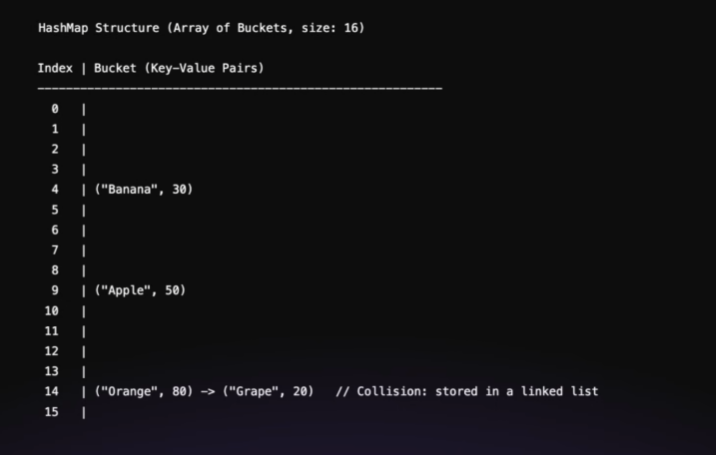 HashMap Structure (Array of Buckets, size: 16)
Index | Bucket (Key-Value Pairs)
0 |
1 |
2 |
3 |
4 | ("Banana", 30)
5 |
6 |
7 |
8 |
9 | ("Apple", 50)
10 |
11 |
12 |
13 |
14 | ("Orange", 80) -> ("Grape", 20) // Collision: stored in a linked list
15 |